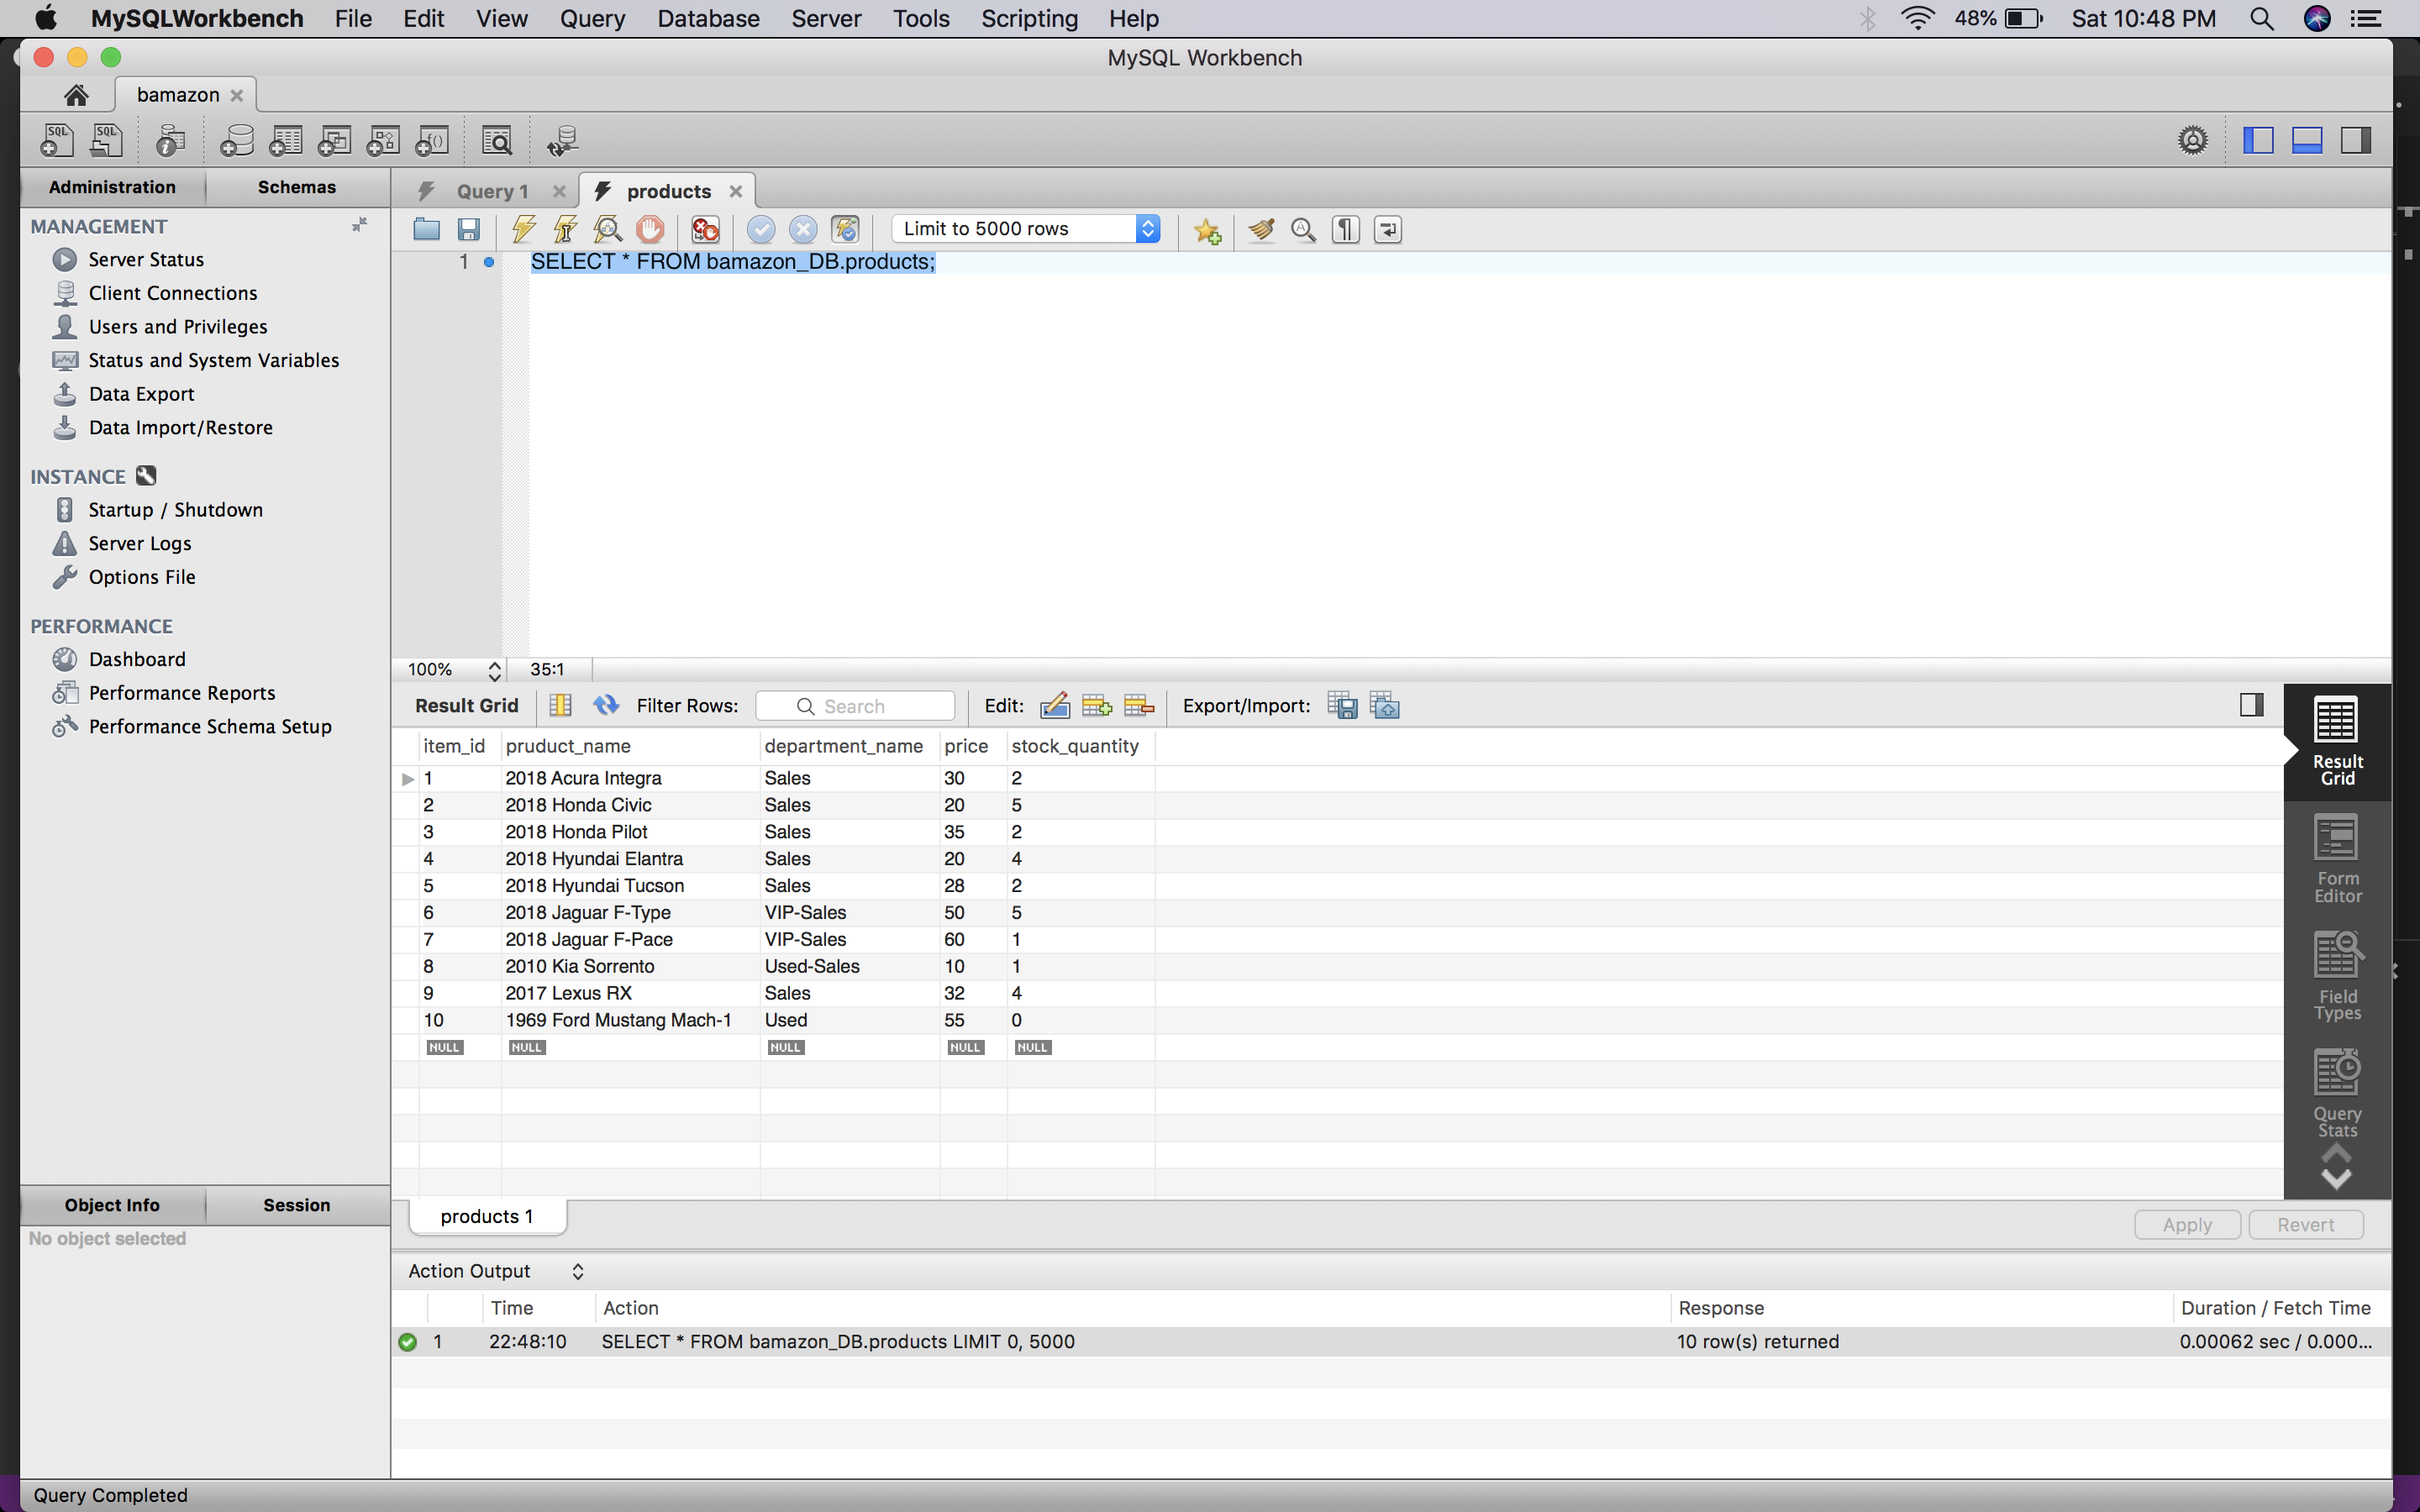 MySQLWorkbench File Edit View Query Database Server Tools Scripting Help 48% Sat 10:48 PM
MySQL Workbench
bamazon
Administration Schemas
Query 1 products
MANAGEMENT
Limit to 5000 rows
Server Status
1 SELECT * FROM bamazon_DB.products;
Client Connections
Users and Privileges
Status and System Variables
Data Export
Data Import/Restore
INSTANCE
Startup / Shutdown
Server Logs
Options File
PERFORMANCE
Dashboard
Performance Reports
Performance Schema Setup
100% 35:1
Result Grid Filter Rows: Search Edit: Export/Import:
item_id pruduct_name department_name price stock_quantity
1 2018 Acura Integra Sales 30 2
2 2018 Honda Civic Sales 20 5
3 2018 Honda Pilot Sales 35 2
4 2018 Hyundai Elantra Sales 20 4
5 2018 Hyundai Tucson Sales 28 2
6 2018 Jaguar F-Type VIP-Sales 50 5
7 2018 Jaguar F-Pace VIP-Sales 60 1
8 2010 Kia Sorrento Used-Sales 10 1
9 2017 Lexus RX Sales 32 4
10 1969 Ford Mustang Mach-1 Used 55 0
NULL NULL NULL NULL NULL
Result
Grid
Form
Editor
Field
Types
Query
Stats
Object Info Session
No object selected
products 1
Apply Revert
Action Output
Time Action Response Duration / Fetch Time
1 22:48:10 SELECT * FROM bamazon_DB.products LIMIT 0, 5000 10 row(s) returned 0.00062 sec / 0.000...
Query Completed